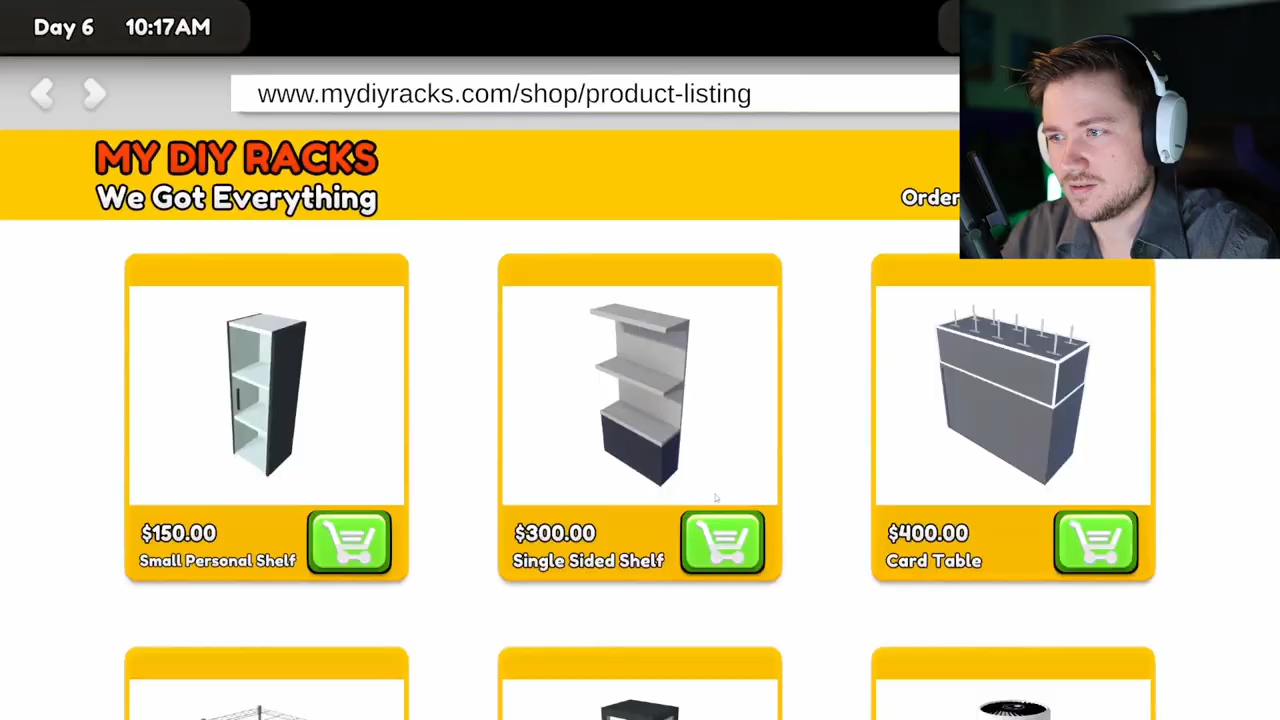 Day 6 10:17AM
www.mydiyracks.com/shop/product-listing
MY DIY RACKS
We Got Everything
Order
$150.00
Small Personal Shelf
$300.00
Single Sided Shelf
$400.00
Card Table